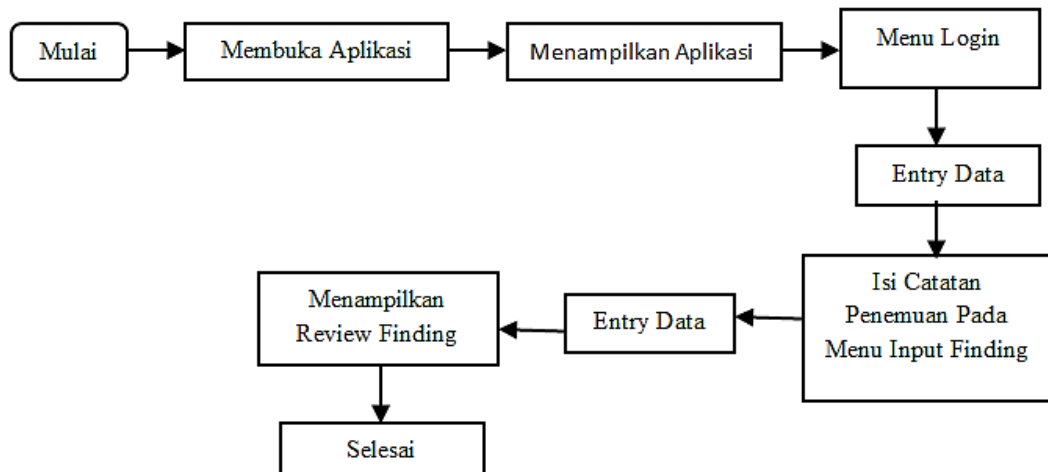 Mulai
Membuka Aplikasi
Menampilkan Aplikasi
Menu Login
Entry Data
Isi Catatan
Penemuan Pada
Menu Input Finding
Entry Data
Menampilkan
Review Finding
Selesai